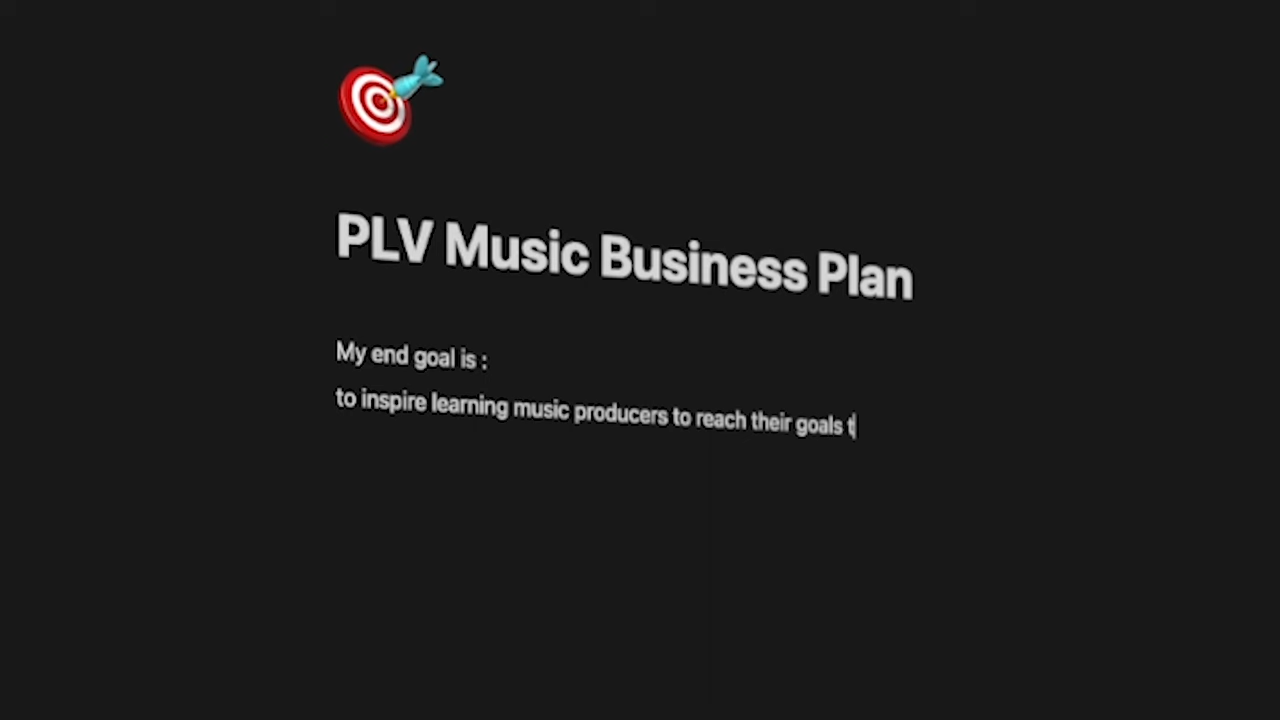 PLV Music Business Plan
My end goal is :
to inspire learning music producers to reach their goals t